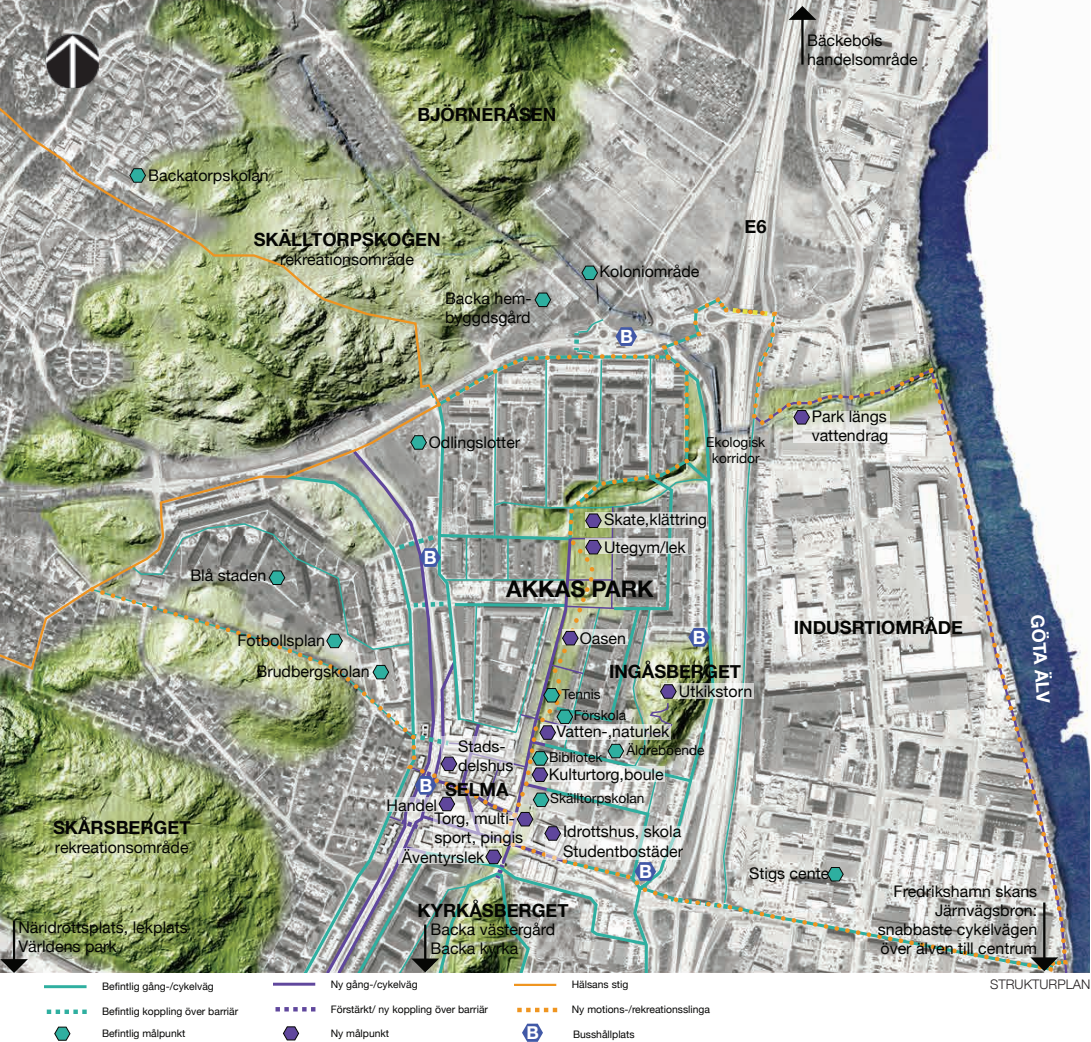 Bäckebols
handelsområde
BJÖRNERÅSEN
Backatorpskolan
E6
SKÄLLTORPSKOGEN
rekreationsområde
Koloniområde
Backa hem-
byggdsgård
B
Park längs
vattendrag
Odlingslotter
Ekologisk
korridor
Skate,klättring
Utegym/lek
B
Blå staden
AKKAS PARK
INDUSRTIOMRÅDE
GÖTA ÄLV
Fotbollsplan
Oasen
B
Brudbergskolan
INGÅSBERGET
Utkikstorn
Tennis
Förskola
Vatten-,naturlek
Stads-
delshus
Äldreboende
Bibliotek
Kulturtorg,boule
B
SELMA
Handel
Skälltorpskolan
Torg, multi-
sport, pingis
SKÅRSBERGET
rekreationsområde
Idrottshus, skola
Studentbostäder
Äventyrslek
B
Stigs cente
Fredrikshamn skans
Järnvägsbron:
snabbaste cykelvägen
över älven till centrum
KYRKÅSBERGET
Backa västergård
Backa kyrka
Näridrottsplats, lekplats
Världens park
STRUKTURPLAN
Befintlig gång-/cykelväg
Ny gång-/cykelväg
Hälsans stig
Befintlig koppling över barriär
Förstärkt/ ny koppling över barriär
Ny motions-/rekreationsslinga
Befintlig målpunkt
Ny målpunkt
B
Busshållplats